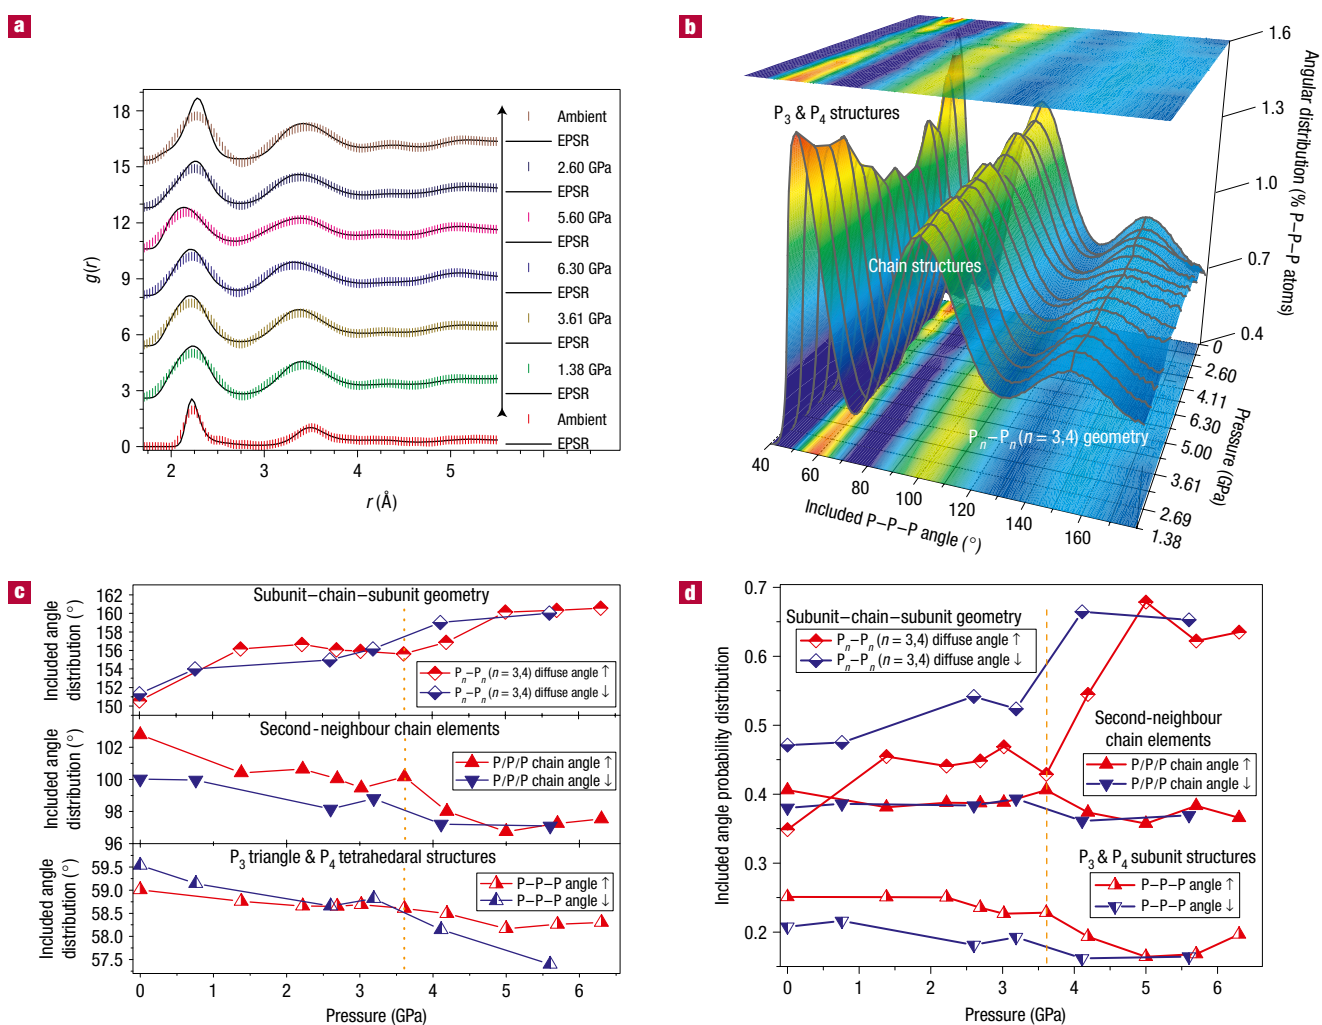 a
18
15
12
9
6
3
0
g(r)
2
3
4
5
r (Å)
Ambient
EPSR
2.60 GPa
EPSR
5.60 GPa
EPSR
6.30 GPa
EPSR
3.61 GPa
EPSR
1.38 GPa
EPSR
Ambient
EPSR
b
P3 & P4 structures
Chain structures
Pn–Pn (n = 3,4) geometry
1.6
1.3
1.0
0.7
0.4
Angular distribution (% P–P–P atoms)
0
2.60
4.11
6.30
5.00
3.61
2.69
1.38
Pressure (GPa)
40
60
80
100
120
140
160
Included P–P–P angle (°)
c
Subunit–chain–subunit geometry
162
160
158
156
154
152
150
Included angle
distribution (°)
Pn–Pn (n = 3,4) diffuse angle ↑
Pn–Pn (n = 3,4) diffuse angle ↓
Second-neighbour chain elements
102
100
98
96
Included angle
distribution (°)
P/P/P chain angle ↑
P/P/P chain angle ↓
P3 triangle & P4 tetrahedaral structures
59.5
59.0
58.5
58.0
57.5
Included angle
distribution (°)
P–P–P angle ↑
P–P–P angle ↓
0
1
2
3
4
5
6
Pressure (GPa)
d
0.7
0.6
0.5
0.4
0.3
0.2
Included angle probability distribution
Subunit–chain–subunit geometry
Pn–Pn (n = 3,4) diffuse angle ↑
Pn–Pn (n = 3,4) diffuse angle ↓
Second-neighbour
chain elements
P/P/P chain angle ↑
P/P/P chain angle ↓
P3 & P4 subunit structures
P–P–P angle ↑
P–P–P angle ↓
0
1
2
3
4
5
6
Pressure (GPa)